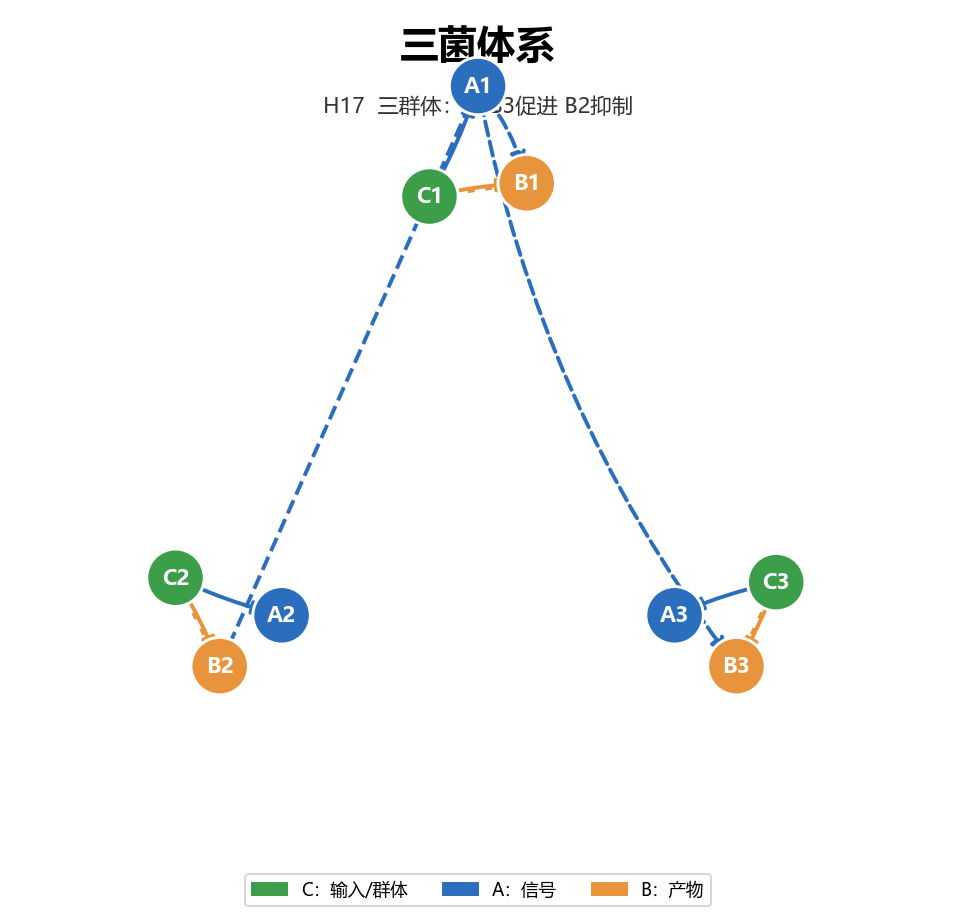 三菌体系
A1
H17 三群体： 3促进 B2抑制
C1
B1
C2
C3
A2
A3
B2
B3
C：输入/群体 A：信号 B：产物